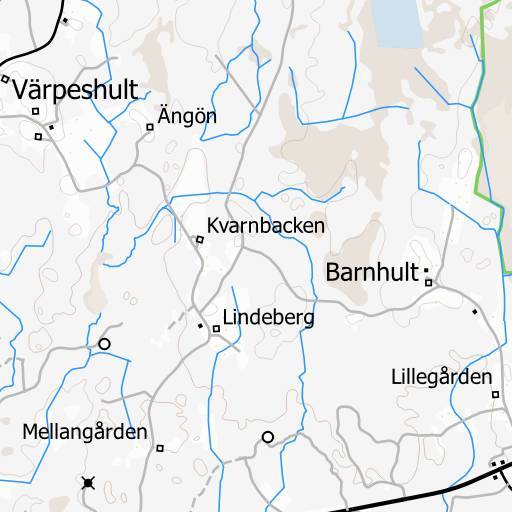 Värpeshult
Ängön
Kvarnbacken
Barnhult
Lindeberg
Lillegården
Mellangården